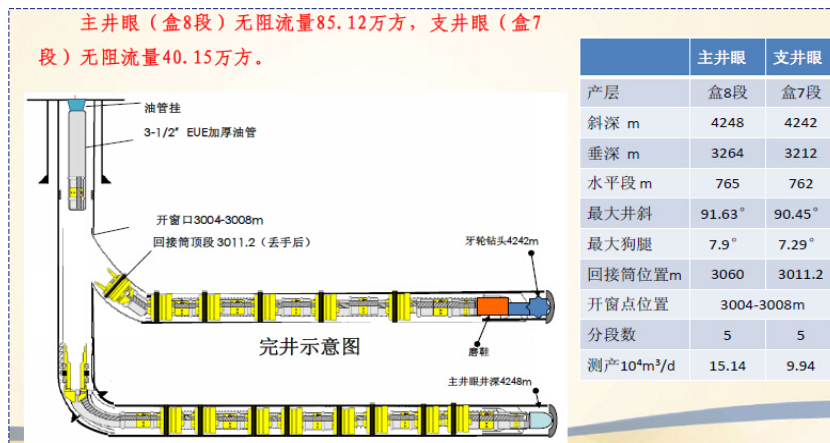 主井眼（盒8段）无阻流量85.12万方，支井眼（盒7
段）无阻流量40.15万方。
油管挂
3-1/2" EUE加厚油管
开窗口3004-3008m
回接筒顶段 3011.2（丢手后）
牙轮钻头4242m
完井示意图
磨鞋
主井眼井深4248m
主井眼 支井眼
产层 盒8段 盒7段
斜深 m 4248 4242
垂深 m 3264 3212
水平段 m 765 762
最大井斜 91.63° 90.45°
最大狗腿 7.9° 7.29°
回接筒位置m 3060 3011.2
开窗点位置 3004-3008m
分段数 5 5
测产10⁴m³/d 15.14 9.94